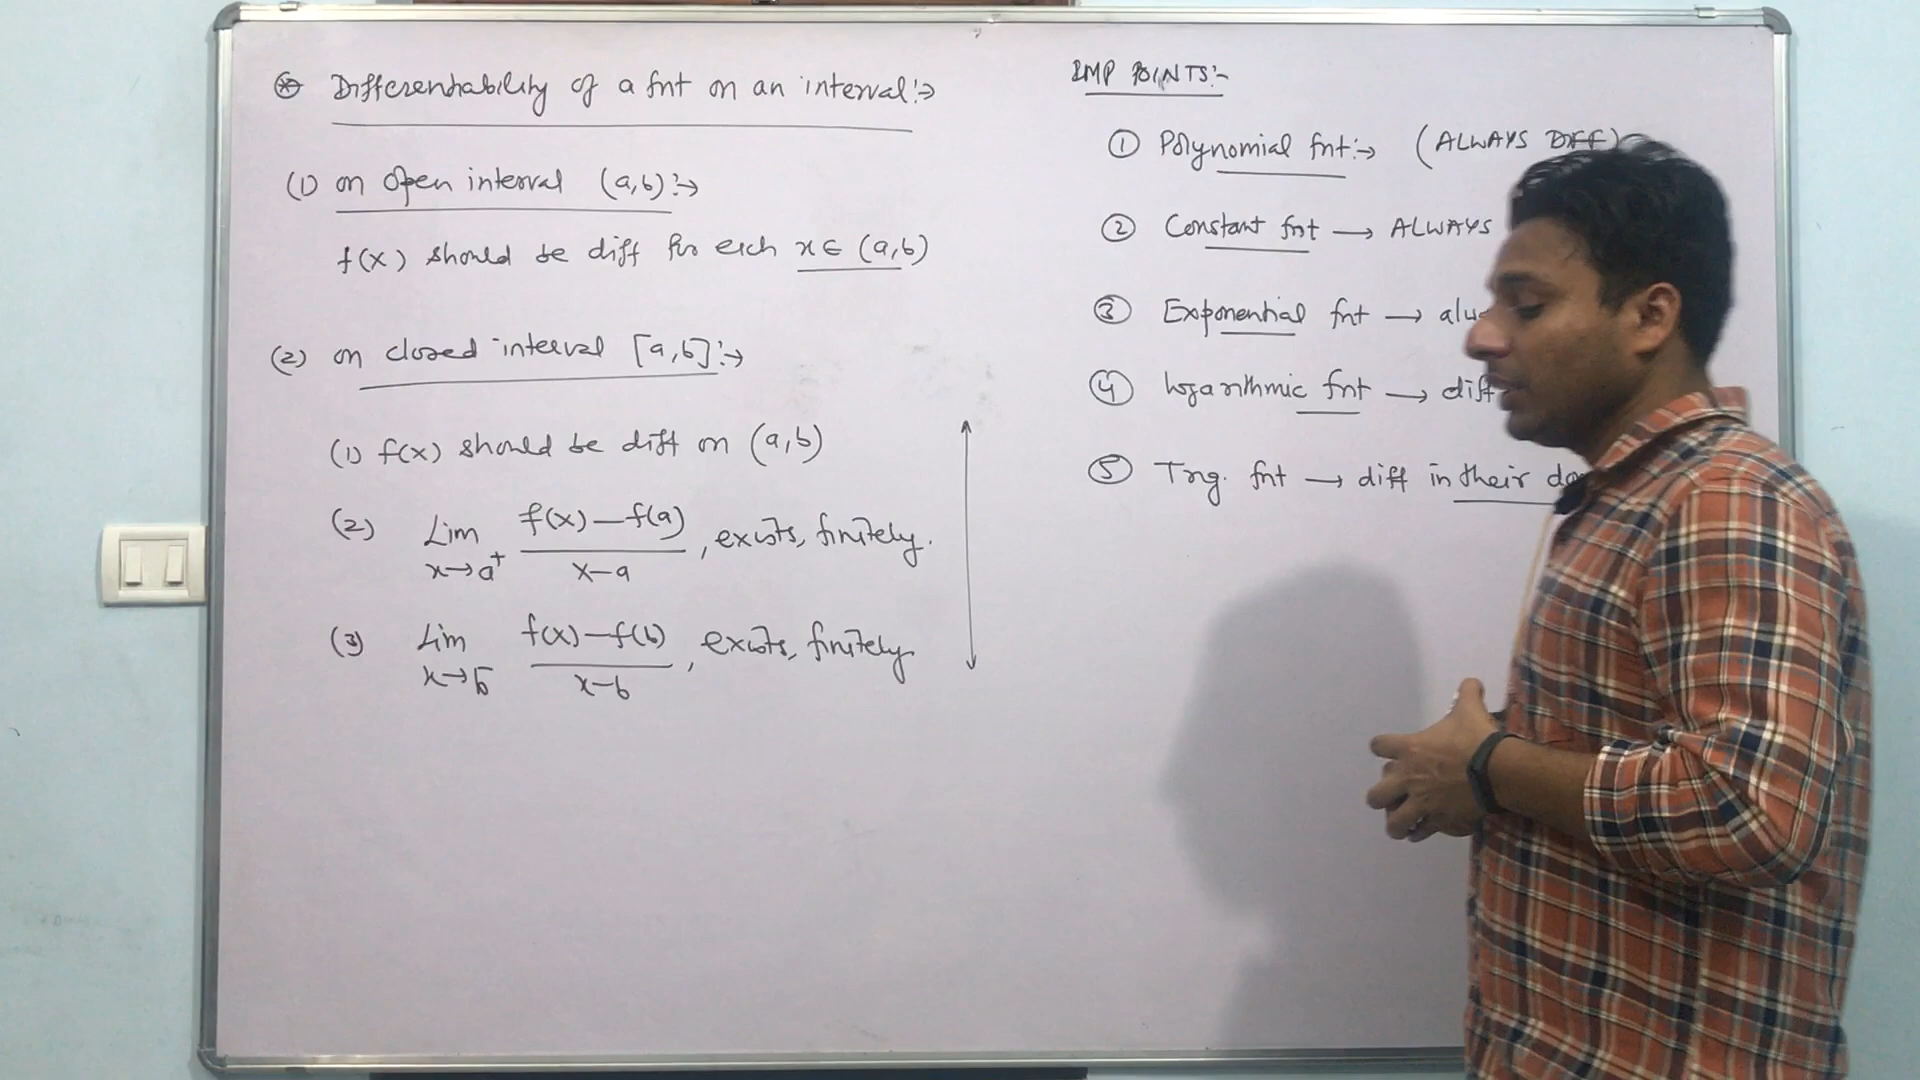 Differentiability of a fnt on an interval:→
(1) on open interval (a,b):→
f(x) should be diff for each x∈ (a,b)
(2) on closed interval [a,b]:→
(1) f(x) should be diff on (a,b)
(2) Lim x→a⁺ f(x)—f(a) / x—a , exists, finitely.
(3) Lim x→b⁻ f(x)—f(b) / x—b , exists, finitely.
IMP POINTS:-
① Polynomial fnt:→ (ALWAYS DIFF)
② Constant fnt → ALWAYS
③ Exponential fnt →
④ logarithmic fnt → diff
⑤ Trig. fnt → diff in their